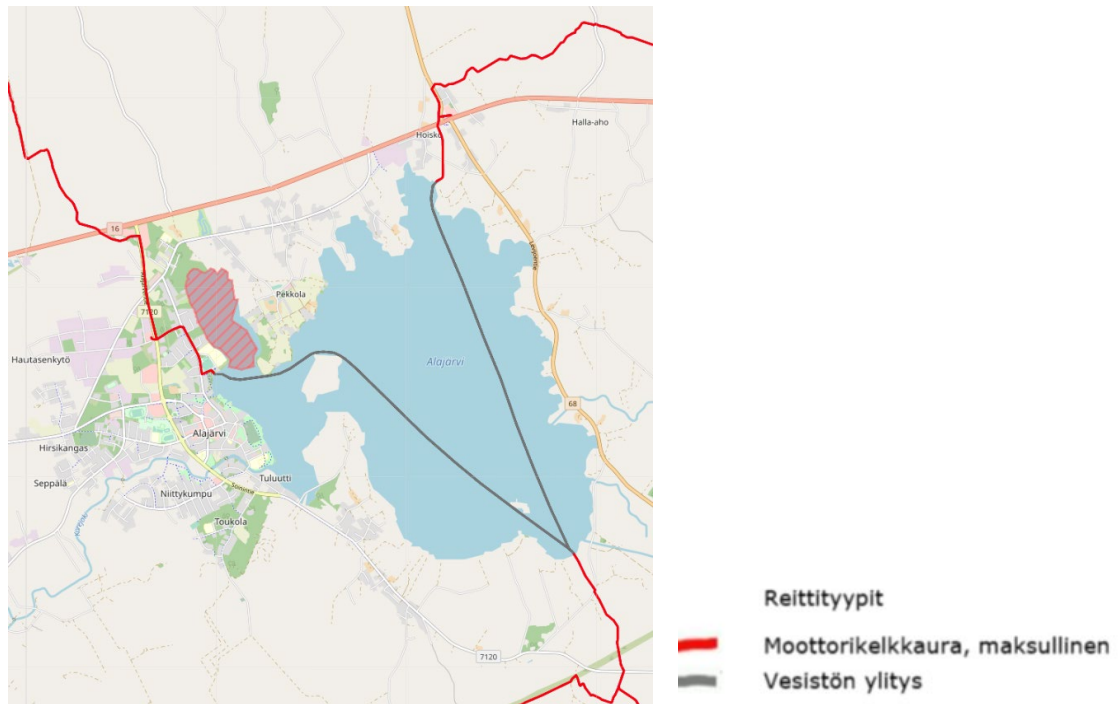 Halla-aho
Hoisko
16
Pekkola
7120
Hautasenkytö
Alajärvi
68
Alajärvi
Hirsikangas
Seppälä
Tuluutti
Niittykumpu
Soinintie
Toukola
7120
Reittityypit
Moottorikelkkaura, maksullinen
Vesistön ylitys